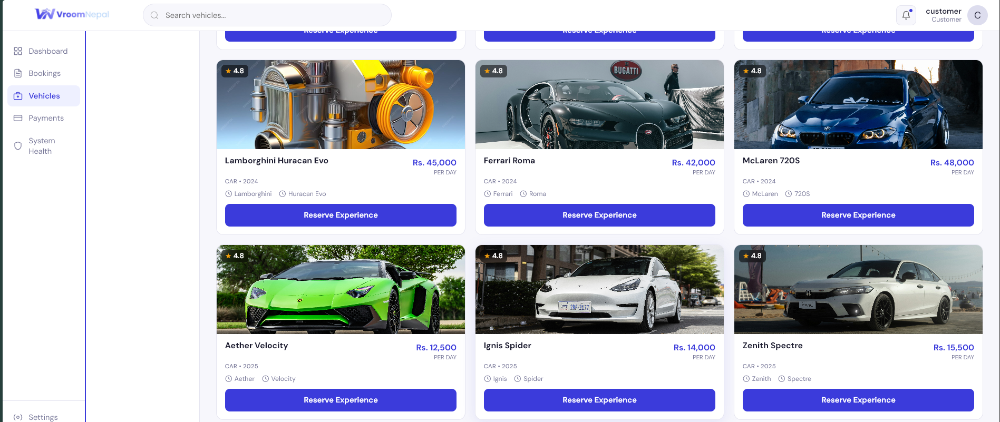 VroomNepal
Search vehicles...
customer
Customer
C
Dashboard
Bookings
Vehicles
Payments
System
Health
Settings
Reserve Experience
Reserve Experience
Reserve Experience
★ 4.8
Lamborghini Huracan Evo
Rs. 45,000
PER DAY
CAR • 2024
Lamborghini Huracan Evo
Reserve Experience
★ 4.8
BUGATTI
Ferrari Roma
Rs. 42,000
PER DAY
CAR • 2024
Ferrari Roma
Reserve Experience
★ 4.8
McLaren 720S
Rs. 48,000
PER DAY
CAR • 2024
McLaren 720S
Reserve Experience
★ 4.8
Aether Velocity
Rs. 12,500
PER DAY
CAR • 2025
Aether Velocity
Reserve Experience
★ 4.8
Ignis Spider
Rs. 14,000
PER DAY
CAR • 2025
Ignis Spider
Reserve Experience
★ 4.8
CIVIC
Zenith Spectre
Rs. 15,500
PER DAY
CAR • 2025
Zenith Spectre
Reserve Experience